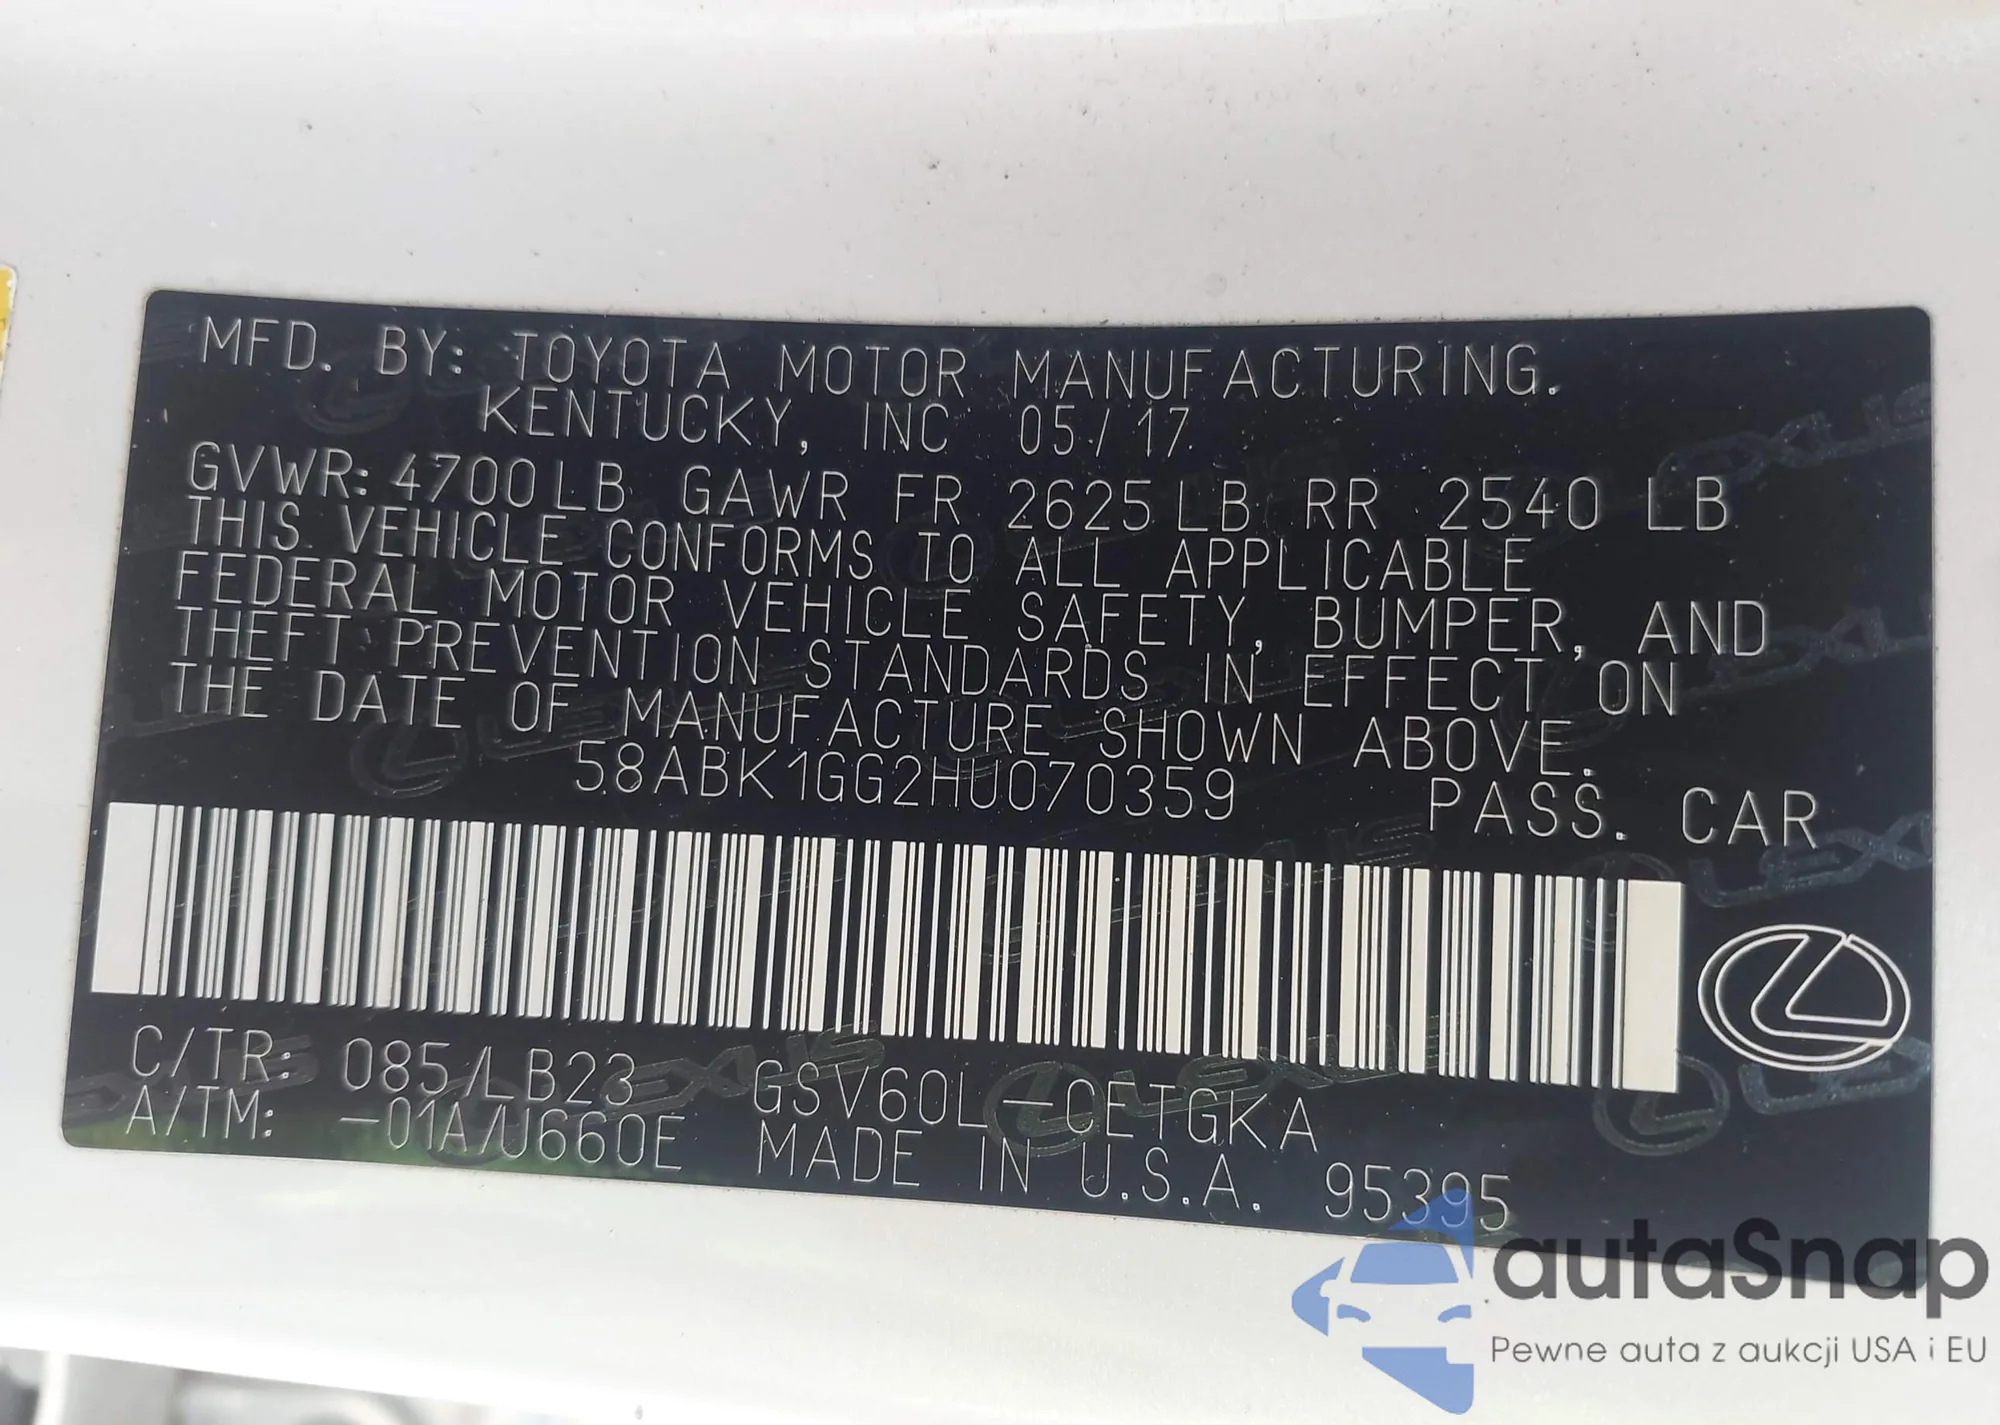 MFD. BY: TOYOTA MOTOR MANUFACTURING.
KENTUCKY, INC 05/17
GVWR: 4700LB GAWR FR 2625LB RR 2540 LB
THIS VEHICLE CONFORMS TO ALL APPLICABLE
FEDERAL MOTOR VEHICLE SAFETY, BUMPER, AND
THEFT PREVENTION STANDARDS IN EFFECT ON
THE DATE OF MANUFACTURE SHOWN ABOVE.
58ABK1GG2HU070359 PASS. CAR
C/TR: 085/LB23 GSV60L-CETGKA
A/TM: -01A/U660E MADE IN U.S.A. 95395
autaSnap
Pewne auta z aukcji USA i EU